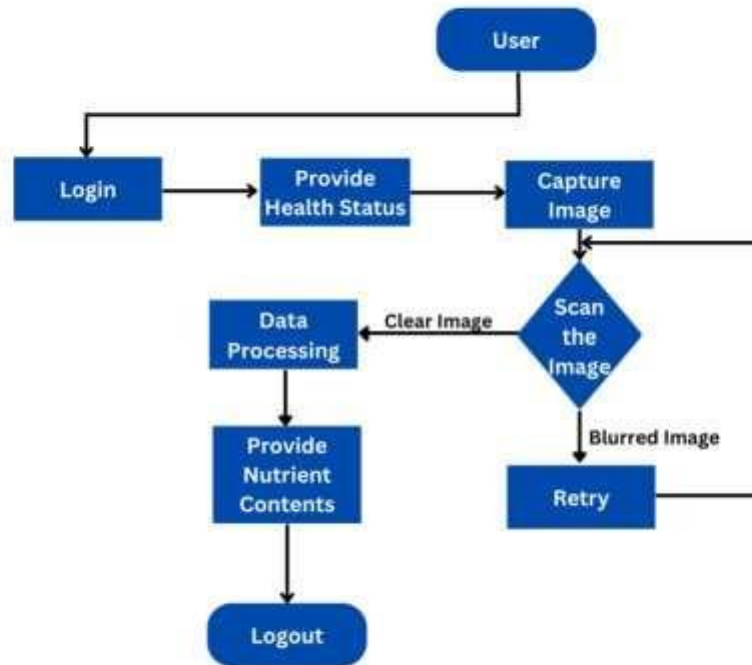 User
Login
Provide
Health Status
Capture
Image
Scan
the
Image
Clear Image
Data
Processing
Blurred Image
Provide
Nutrient
Contents
Retry
Logout